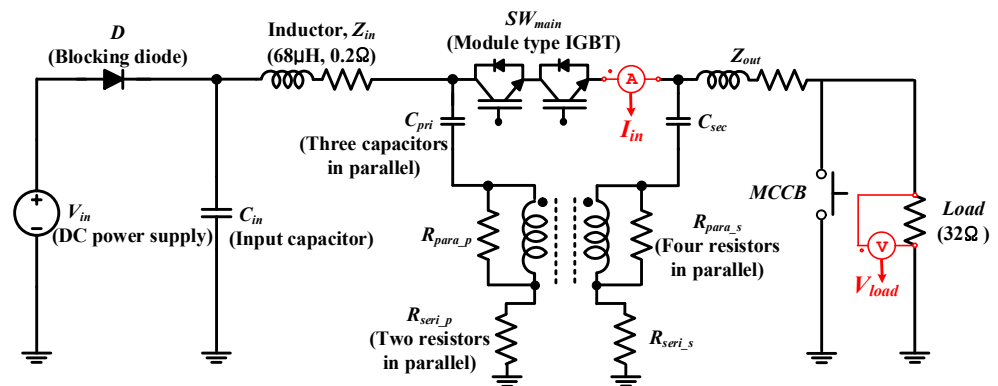 D
(Blocking diode)
Inductor, Z_in
(68μH, 0.2Ω)
SW_main
(Module type IGBT)
A
I_in
Z_out
C_pri
(Three capacitors
in parallel)
C_sec
V_in
(DC power supply)
C_in
(Input capacitor)
R_para_p
R_para_s
(Four resistors
in parallel)
MCCB
Load
(32Ω )
V
V_load
R_seri_p
(Two resistors
in parallel)
R_seri_s